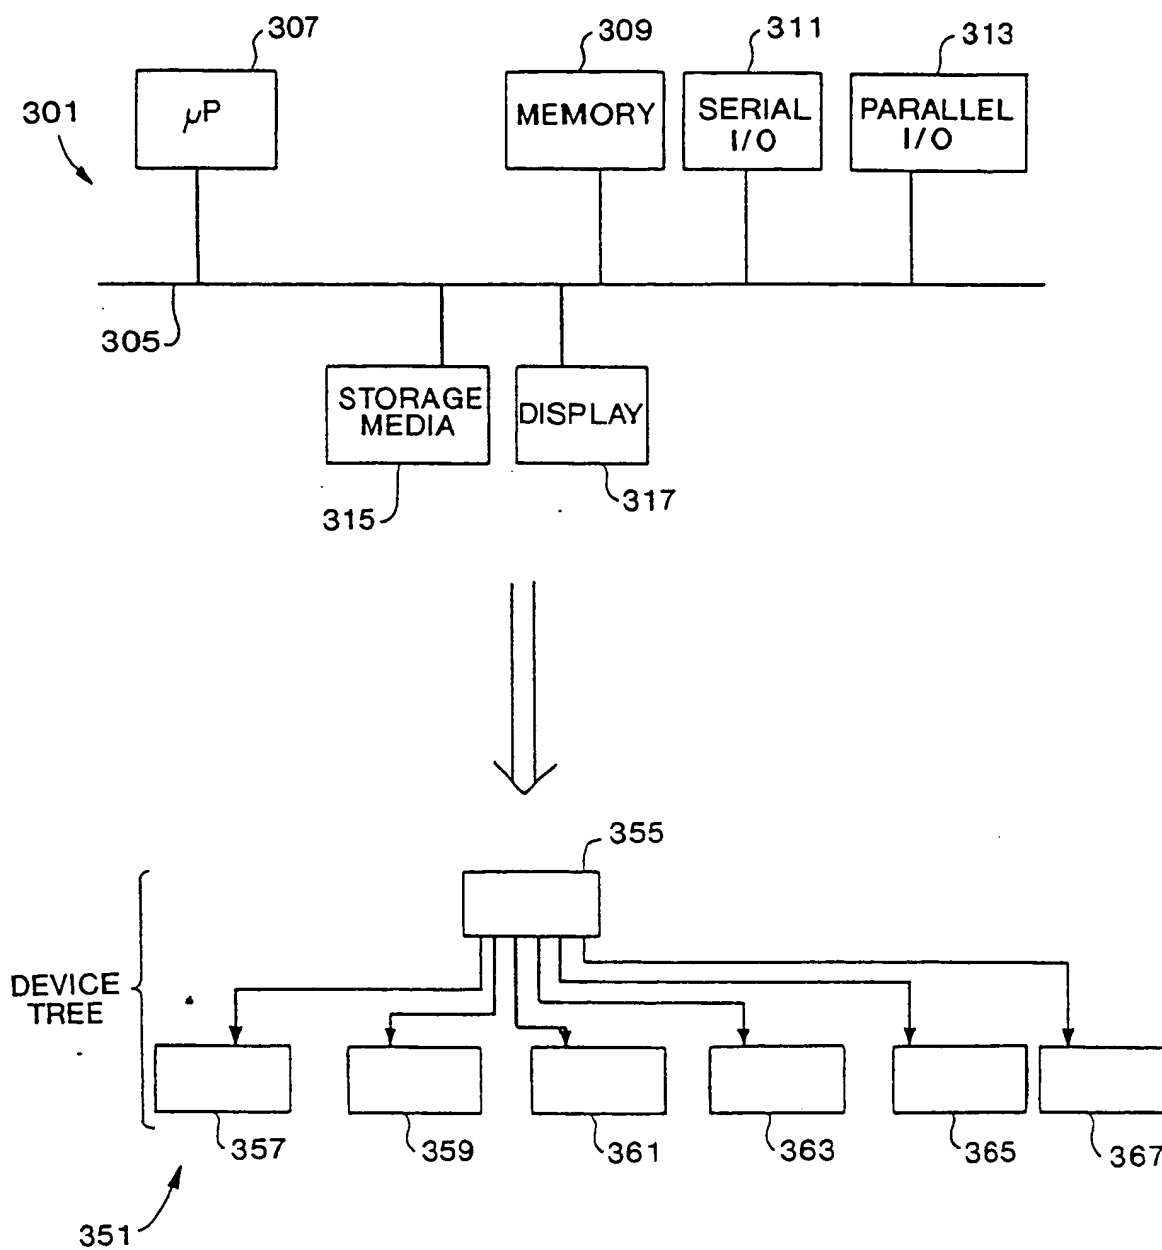 307
309
311
313
301
μP
MEMORY
SERIAL
I/O
PARALLEL
I/O
305
STORAGE
MEDIA
DISPLAY
315
317
355
DEVICE
TREE
357
359
361
363
365
367
351